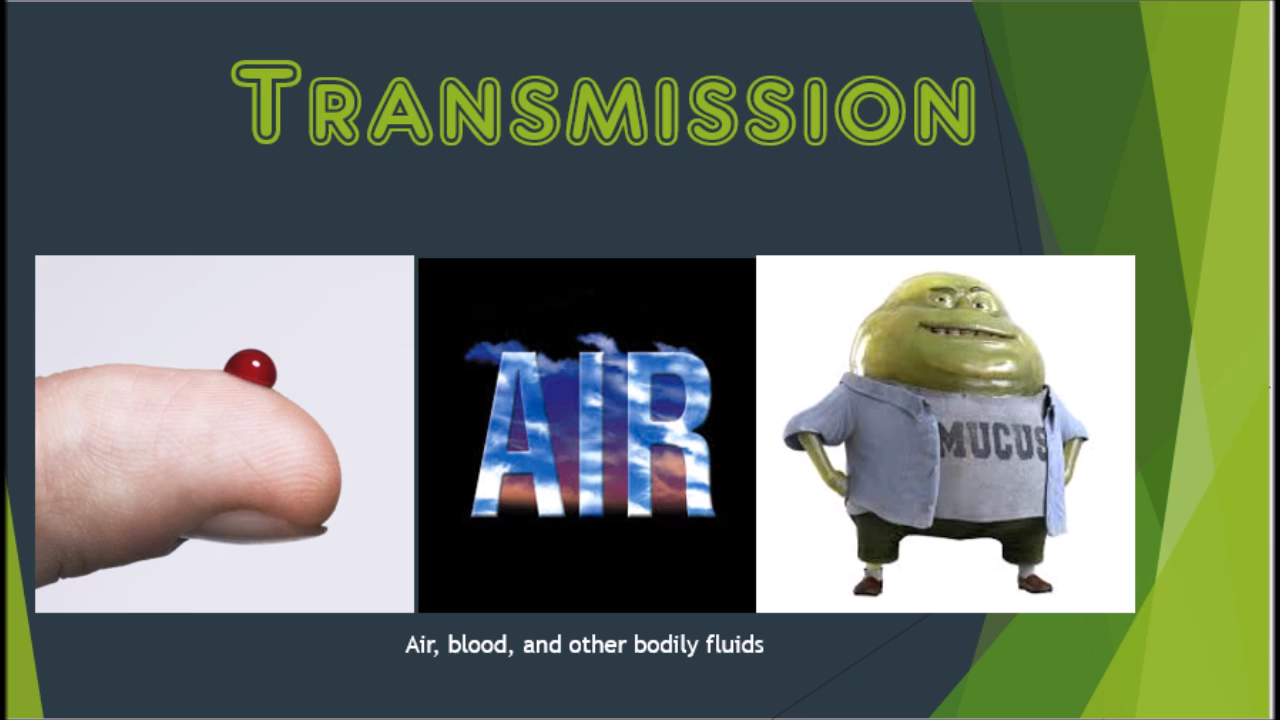 Transmission
AIR
MUCUS
Air, blood, and other bodily fluids